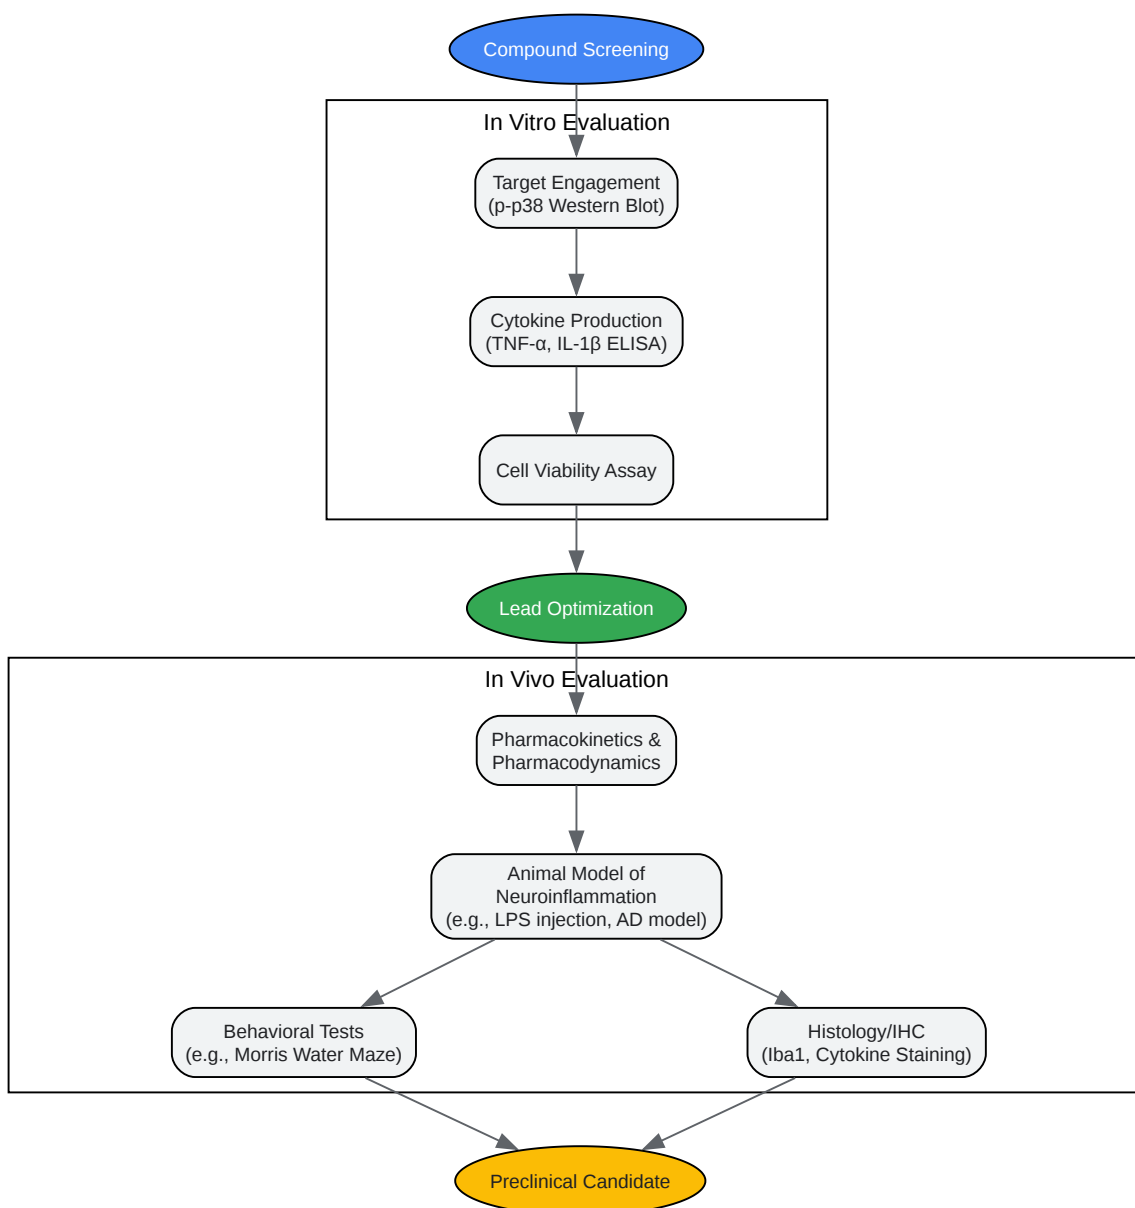 Compound Screening
In Vitro Evaluation
Target Engagement
(p-p38 Western Blot)
Cytokine Production
(TNF-α, IL-1β ELISA)
Cell Viability Assay
Lead Optimization
In Vivo Evaluation
Pharmacokinetics &
Pharmacodynamics
Animal Model of
Neuroinflammation
(e.g., LPS injection, AD model)
Behavioral Tests
(e.g., Morris Water Maze)
Histology/IHC
(Iba1, Cytokine Staining)
Preclinical Candidate